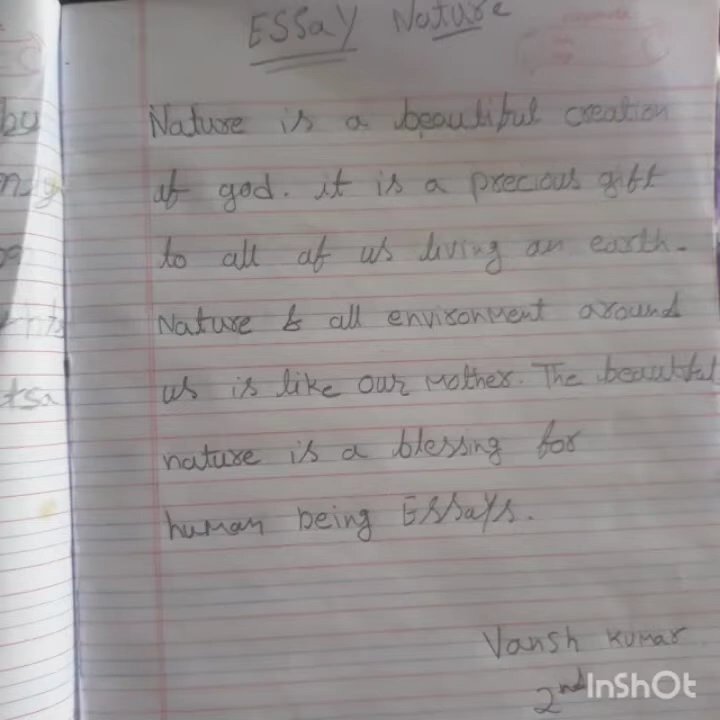 ESSaY Nature
Nature is a beautiful creation
of god. it is a precious gift
to all of us living an earth.
Nature & all environment around
us is like our Mother. The beautiful
nature is a blessing for
human being Essays.
Vansh Kumar
2nd
InShOt